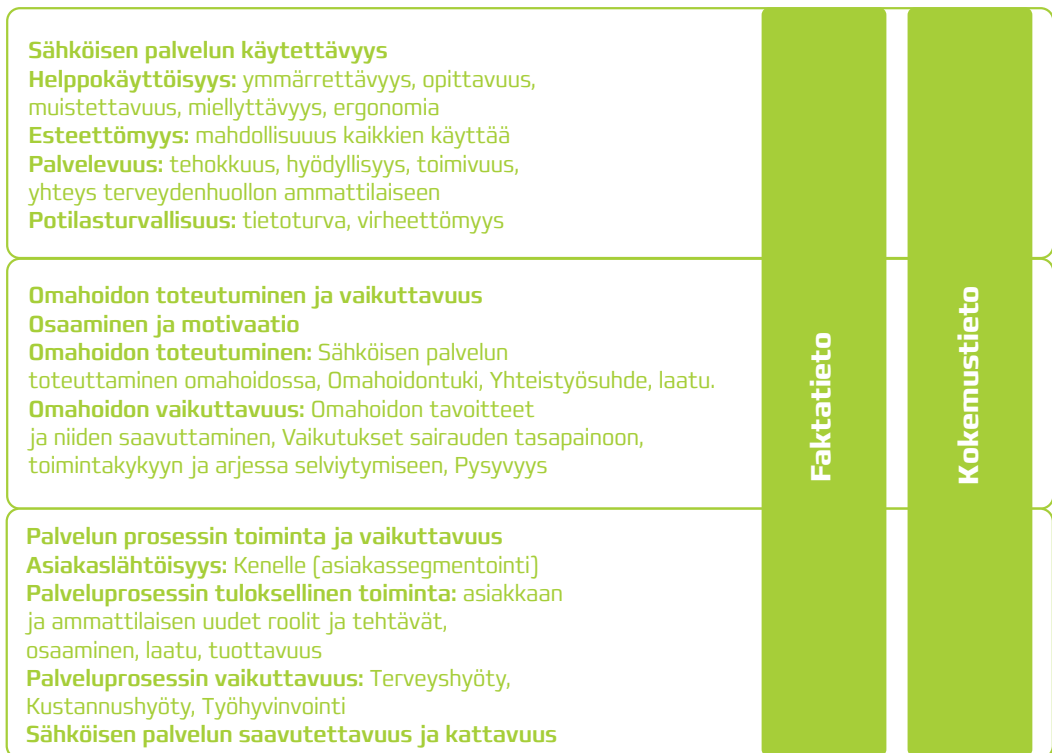 Sähköisen palvelun käytettävyys
Helppokäyttöisyys: ymmärrettävyys, opittavuus,
muistettavuus, miellyttävyys, ergonomia
Esteettömyys: mahdollisuuus kaikkien käyttää
Palvelevuus: tehokkuus, hyödyllisyys, toimivuus,
yhteys terveydenhuollon ammattilaiseen
Potilasturvallisuus: tietoturva, virheettömyys
Omahoidon toteutuminen ja vaikuttavuus
Osaaminen ja motivaatio
Omahoidon toteutuminen: Sähköisen palvelun
toteuttaminen omahoidossa, Omahoidontuki, Yhteistyösuhde, laatu.
Omahoidon vaikuttavuus: Omahoidon tavoitteet
ja niiden saavuttaminen, Vaikutukset sairauden tasapainoon,
toimintakykyyn ja arjessa selviytymiseen, Pysyvyys
Palvelun prosessin toiminta ja vaikuttavuus
Asiakaslähtöisyys: Kenelle (asiakassegmentointi)
Palveluprosessin tuloksellinen toiminta: asiakkaan
ja ammattilaisen uudet roolit ja tehtävät,
osaaminen, laatu, tuottavuus
Palveluprosessin vaikuttavuus: Terveyshyöty,
Kustannushyöty, Työhyvinvointi
Sähköisen palvelun saavutettavuus ja kattavuus
Faktatieto
Kokemustieto